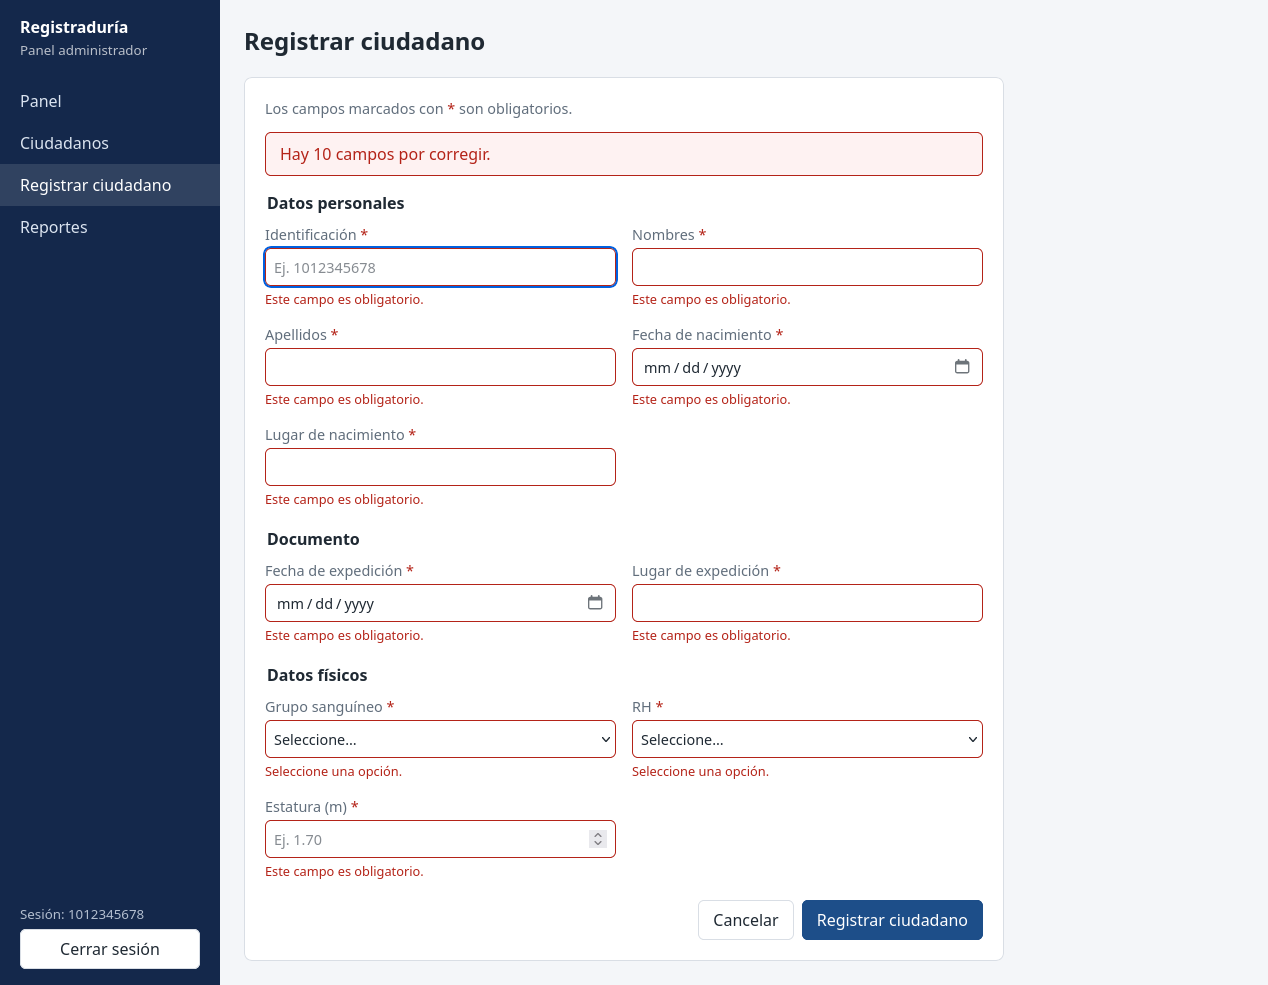 Registraduría
Panel administrador
Panel
Ciudadanos
Registrar ciudadano
Reportes
Sesión: 1012345678
Cerrar sesión
Registrar ciudadano
Los campos marcados con * son obligatorios.
Hay 10 campos por corregir.
Datos personales
Identificación *
Ej. 1012345678
Este campo es obligatorio.
Nombres *
Este campo es obligatorio.
Apellidos *
Este campo es obligatorio.
Fecha de nacimiento *
mm / dd / yyyy
Este campo es obligatorio.
Lugar de nacimiento *
Este campo es obligatorio.
Documento
Fecha de expedición *
mm / dd / yyyy
Este campo es obligatorio.
Lugar de expedición *
Este campo es obligatorio.
Datos físicos
Grupo sanguíneo *
Seleccione...
Seleccione una opción.
RH *
Seleccione...
Seleccione una opción.
Estatura (m) *
Ej. 1.70
Este campo es obligatorio.
Cancelar
Registrar ciudadano